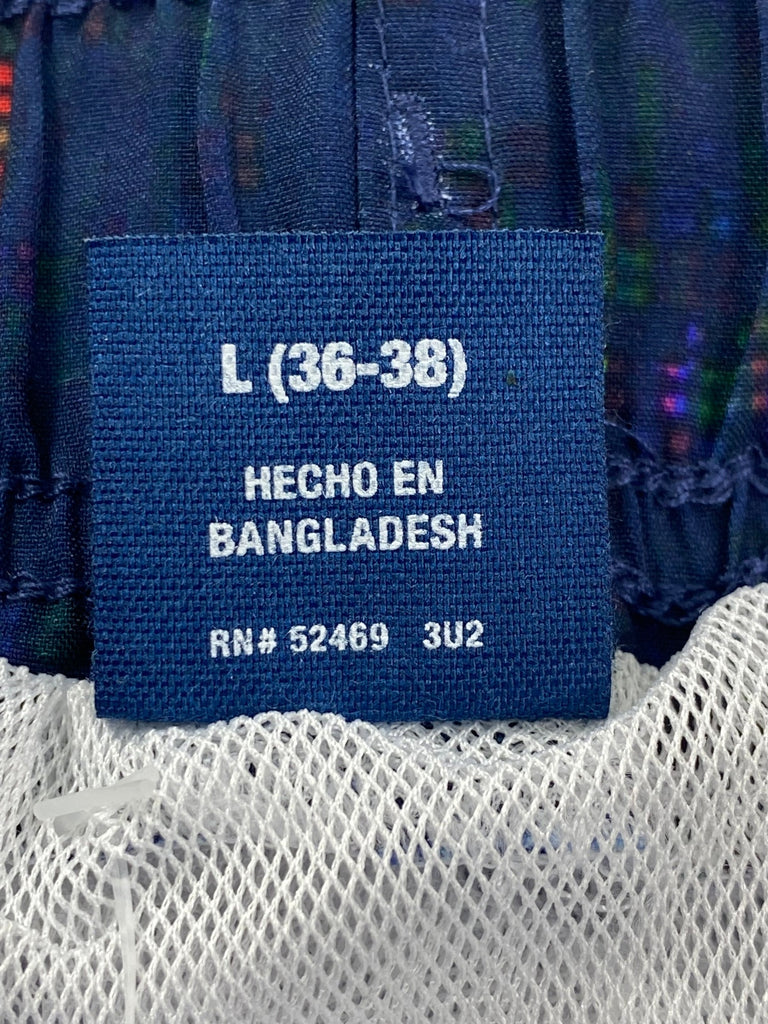 L (36-38)
HECHO EN
BANGLADESH
RN# 52469 3U2